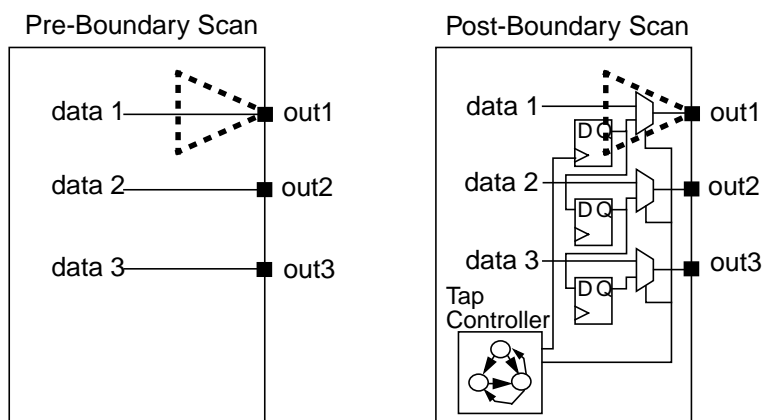 Pre-Boundary Scan
data 1
out1
data 2
out2
data 3
out3
Post-Boundary Scan
data 1
out1
D Q
data 2
out2
D Q
data 3
out3
D Q
Tap
Controller